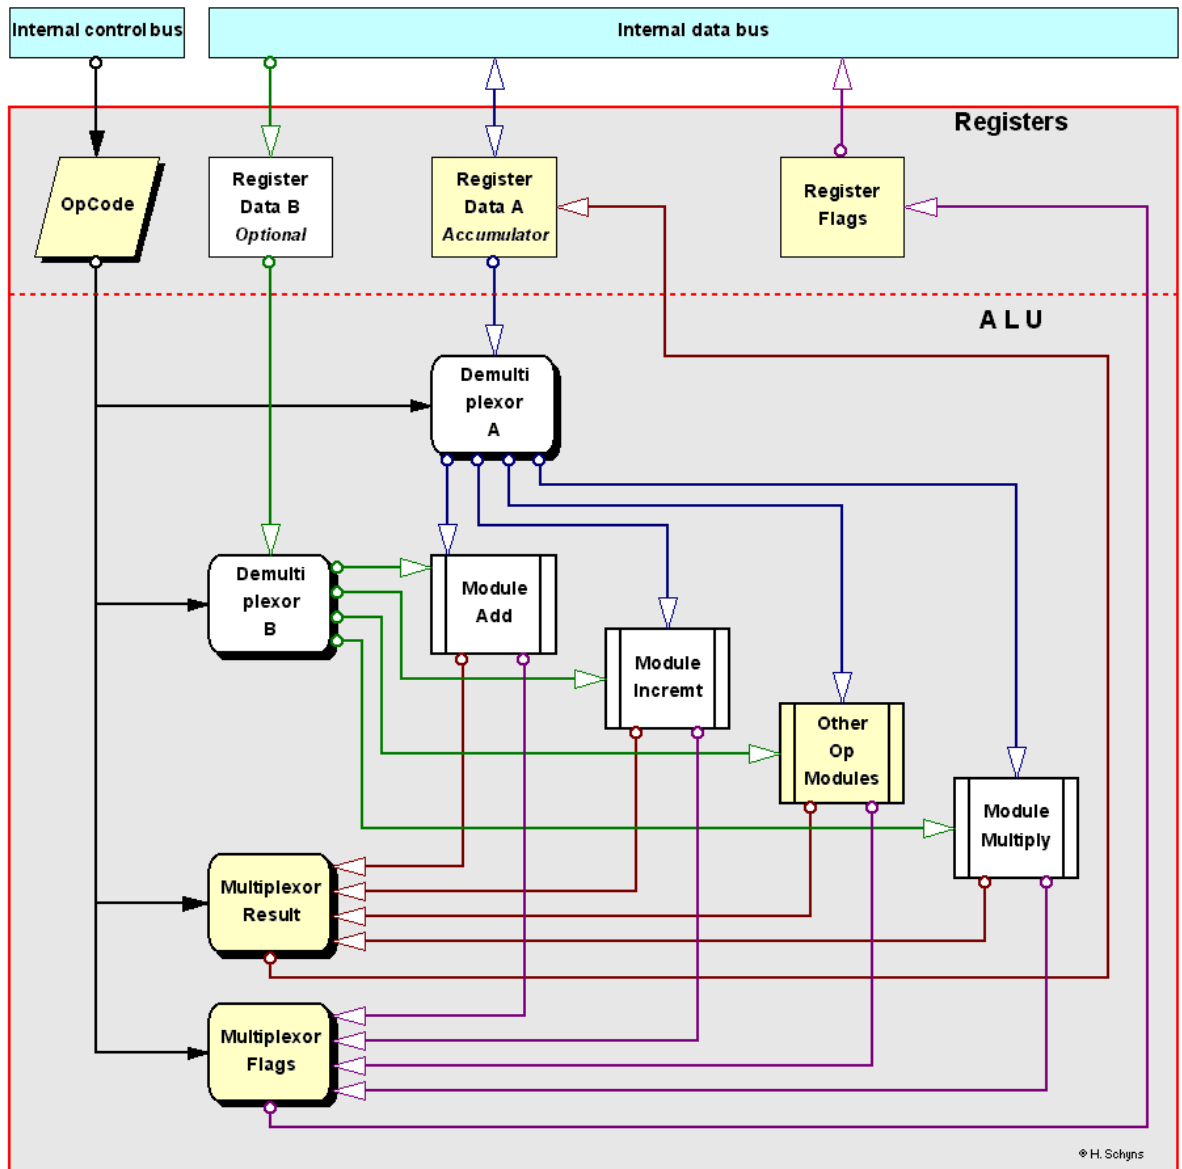 Internal control bus
Internal data bus
Registers
OpCode
Register
Data B
Optional
Register
Data A
Accumulator
Register
Flags
A L U
Demulti
plexor
A
Demulti
plexor
B
Module
Add
Module
Incremt
Other
Op
Modules
Module
Multiply
Multiplexor
Result
Multiplexor
Flags
© H. Schyns